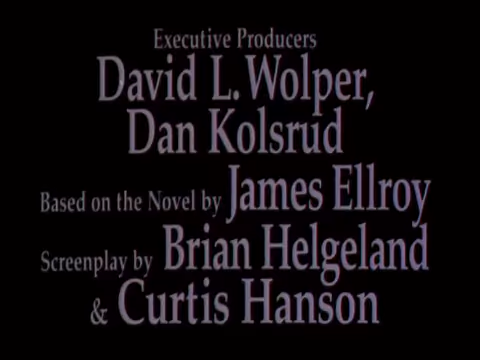 Executive Producers
David L. Wolper,
Dan Kolsrud
Based on the Novel by James Ellroy
Screenplay by Brian Helgeland
& Curtis Hanson